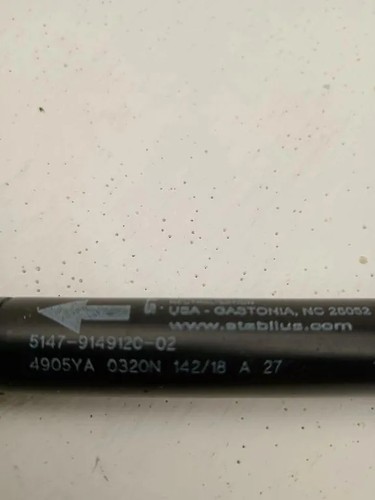 USA - GASTONIA, NC 28052
www.stabilus.com
5147-914912C-02
4905YA 0320N 142/18 A 27